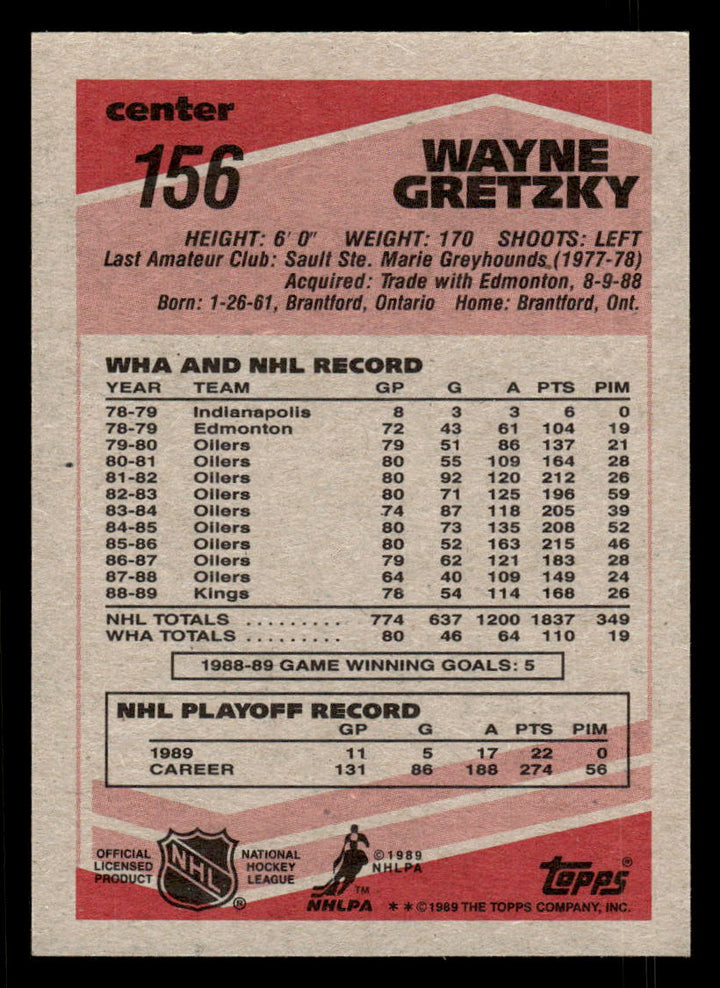 center
156
WAYNE
GRETZKY
HEIGHT: 6' 0" WEIGHT: 170 SHOOTS: LEFT
Last Amateur Club: Sault Ste. Marie Greyhounds (1977-78)
Acquired: Trade with Edmonton, 8-9-88
Born: 1-26-61, Brantford, Ontario Home: Brantford, Ont.
WHA AND NHL RECORD
YEAR TEAM GP G A PTS PIM
78-79 Indianapolis 8 3 3 6 0
78-79 Edmonton 72 43 61 104 19
79-80 Oilers 79 51 86 137 21
80-81 Oilers 80 55 109 164 28
81-82 Oilers 80 92 120 212 26
82-83 Oilers 80 71 125 196 59
83-84 Oilers 74 87 118 205 39
84-85 Oilers 80 73 135 208 52
85-86 Oilers 80 52 163 215 46
86-87 Oilers 79 62 121 183 28
87-88 Oilers 64 40 109 149 24
88-89 Kings 78 54 114 168 26
NHL TOTALS ......... 774 637 1200 1837 349
WHA TOTALS ......... 80 46 64 110 19
1988-89 GAME WINNING GOALS: 5
NHL PLAYOFF RECORD
GP G A PTS PIM
1989 11 5 17 22 0
CAREER 131 86 188 274 56
OFFICIAL
LICENSED
PRODUCT
NHL
®
NATIONAL
HOCKEY
LEAGUE
©1989
NHLPA
TM
NHLPA
topps®
**©1989 THE TOPPS COMPANY, INC.